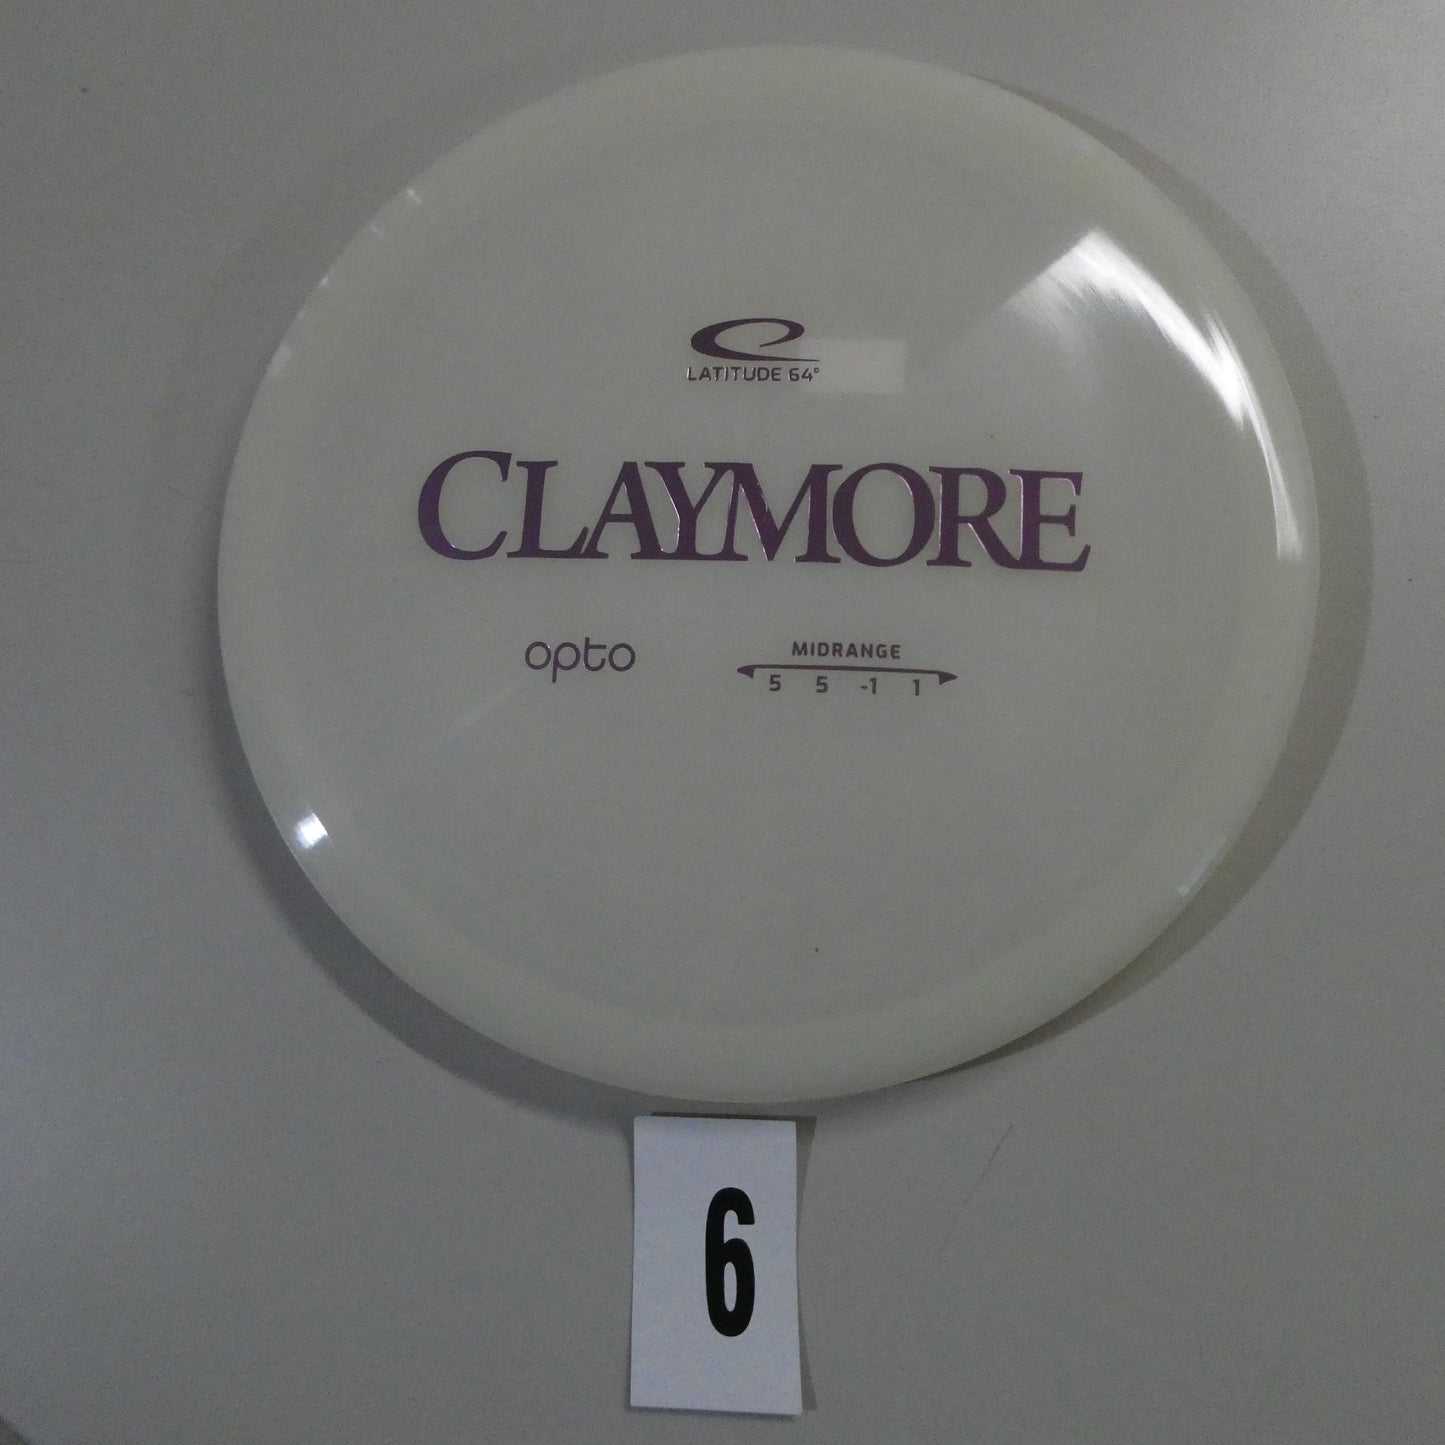 LATITUDE 64°
CLAYMORE
opto
MIDRANGE
5 5 -1 1
6